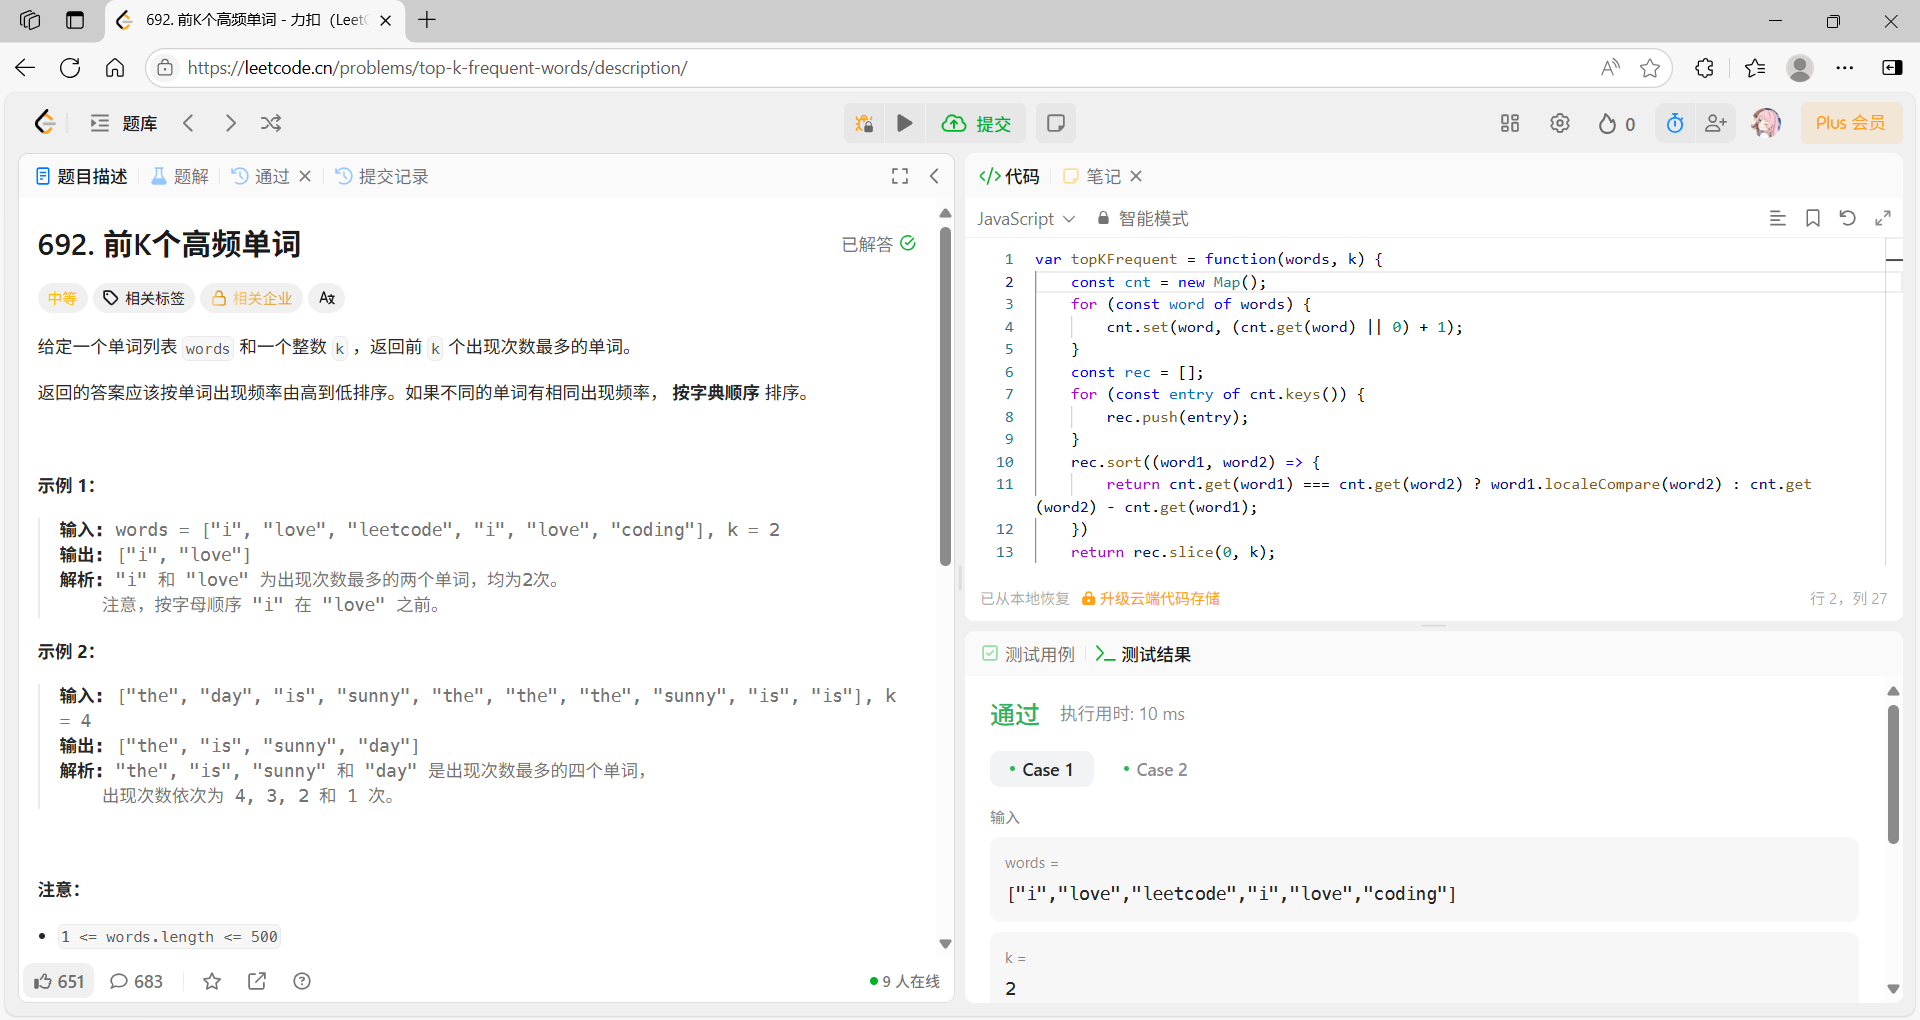 692. 前K个高频单词 - 力扣（Leet
https://leetcode.cn/problems/top-k-frequent-words/description/
题库
提交
0
Plus 会员
题目描述
题解
通过
提交记录
692. 前K个高频单词
已解答
中等
相关标签
相关企业
给定一个单词列表 words 和一个整数 k ，返回前 k 个出现次数最多的单词。
返回的答案应该按单词出现频率由高到低排序。如果不同的单词有相同出现频率， 按字典顺序 排序。
示例 1：
输入: words = ["i", "love", "leetcode", "i", "love", "coding"], k = 2
输出: ["i", "love"]
解析: "i" 和 "love" 为出现次数最多的两个单词，均为2次。
注意，按字母顺序 "i" 在 "love" 之前。
示例 2：
输入: ["the", "day", "is", "sunny", "the", "the", "the", "sunny", "is", "is"], k
= 4
输出: ["the", "is", "sunny", "day"]
解析: "the", "is", "sunny" 和 "day" 是出现次数最多的四个单词，
出现次数依次为 4, 3, 2 和 1 次。
注意：
1 <= words.length <= 500
651
683
9 人在线
代码
笔记
JavaScript
智能模式
1 var topKFrequent = function(words, k) {
2 const cnt = new Map();
3 for (const word of words) {
4 cnt.set(word, (cnt.get(word) || 0) + 1);
5 }
6 const rec = [];
7 for (const entry of cnt.keys()) {
8 rec.push(entry);
9 }
10 rec.sort((word1, word2) => {
11 return cnt.get(word1) === cnt.get(word2) ? word1.localeCompare(word2) : cnt.get
(word2) - cnt.get(word1);
12 })
13 return rec.slice(0, k);
已从本地恢复
升级云端代码存储
行 2，列 27
测试用例
测试结果
通过
执行用时: 10 ms
Case 1
Case 2
输入
words =
["i","love","leetcode","i","love","coding"]
k =
2